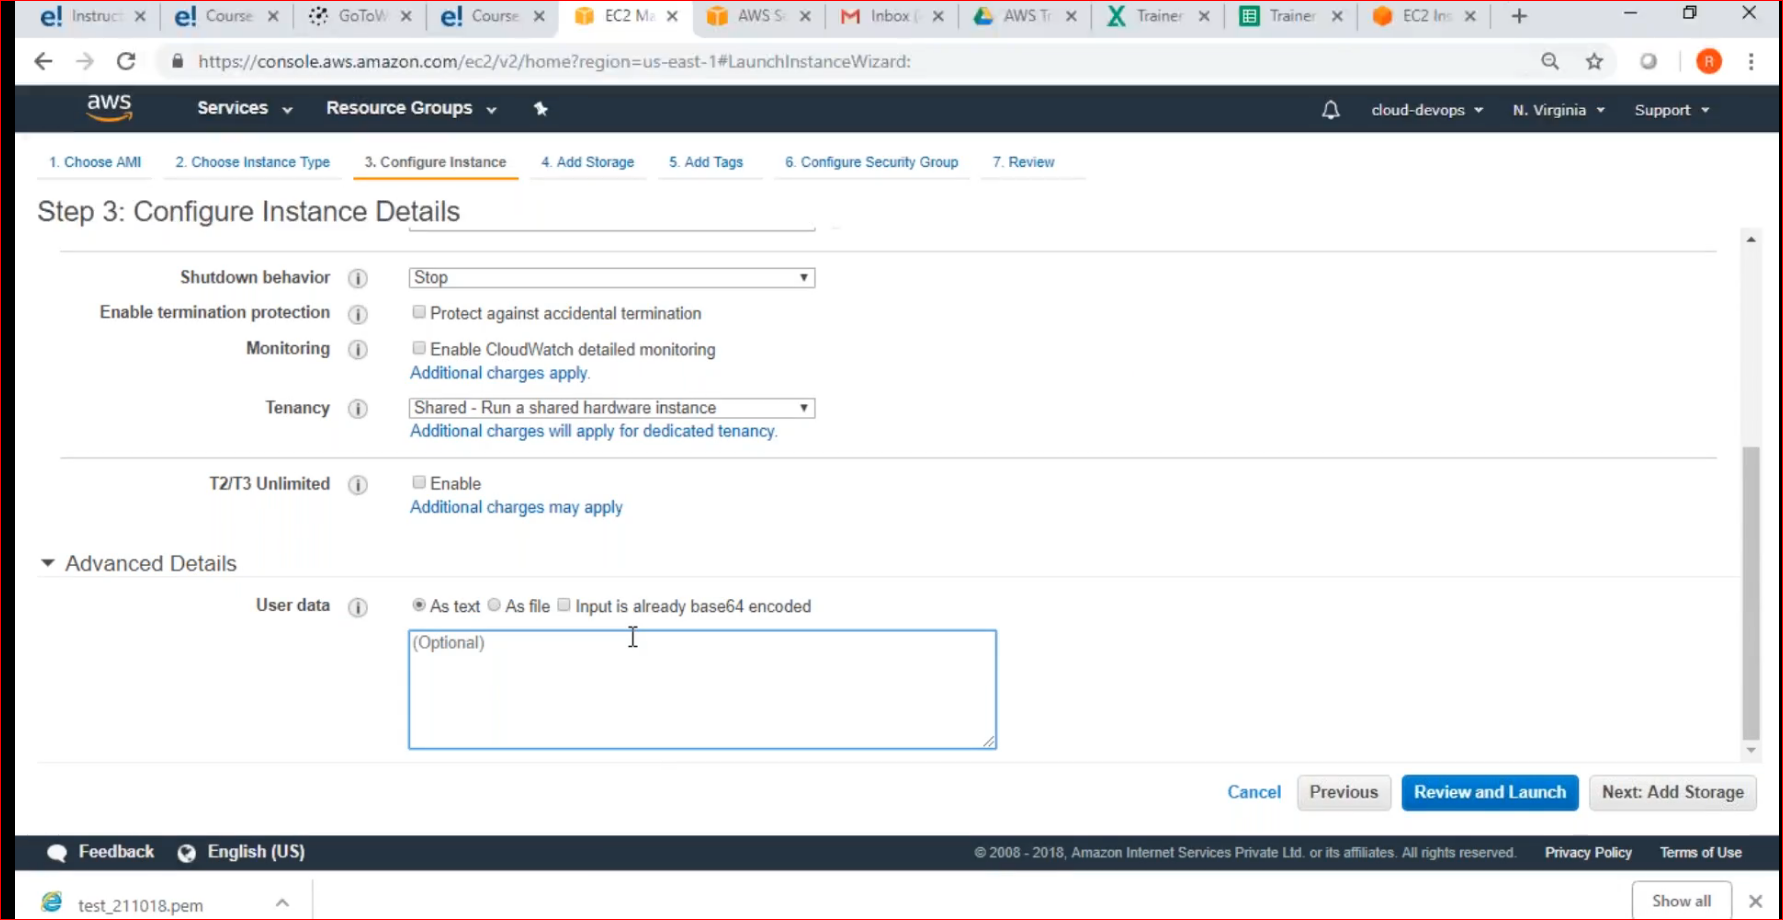 Instruct
Course
GoToW
Course
EC2 Ma
AWS S
Inbox (
AWS Tr
Trainer
Trainer
EC2 Ins
https://console.aws.amazon.com/ec2/v2/home?region=us-east-1#LaunchInstanceWizard:
R
aws
Services
Resource Groups
cloud-devops
N. Virginia
Support
1. Choose AMI
2. Choose Instance Type
3. Configure Instance
4. Add Storage
5. Add Tags
6. Configure Security Group
7. Review
Step 3: Configure Instance Details
Shutdown behavior
Stop
Enable termination protection
Protect against accidental termination
Monitoring
Enable CloudWatch detailed monitoring
Additional charges apply.
Tenancy
Shared - Run a shared hardware instance
Additional charges will apply for dedicated tenancy.
T2/T3 Unlimited
Enable
Additional charges may apply
Advanced Details
User data
As text
As file
Input is already base64 encoded
(Optional)
Cancel
Previous
Review and Launch
Next: Add Storage
Feedback
English (US)
© 2008 - 2018, Amazon Internet Services Private Ltd. or its affiliates. All rights reserved.
Privacy Policy
Terms of Use
test_211018.pem
Show all